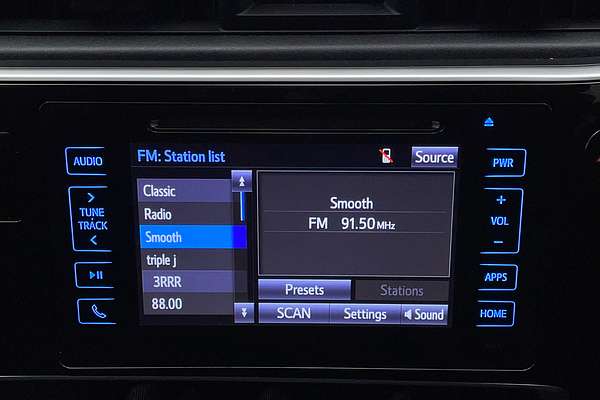 FM: Station list
Source
Classic
Radio
Smooth
triple j
3RRR
88.00
Smooth
FM 91.50 MHz
Presets
Stations
SCAN
Settings
Sound
AUDIO
TUNE
TRACK
PWR
+
VOL
−
APPS
HOME